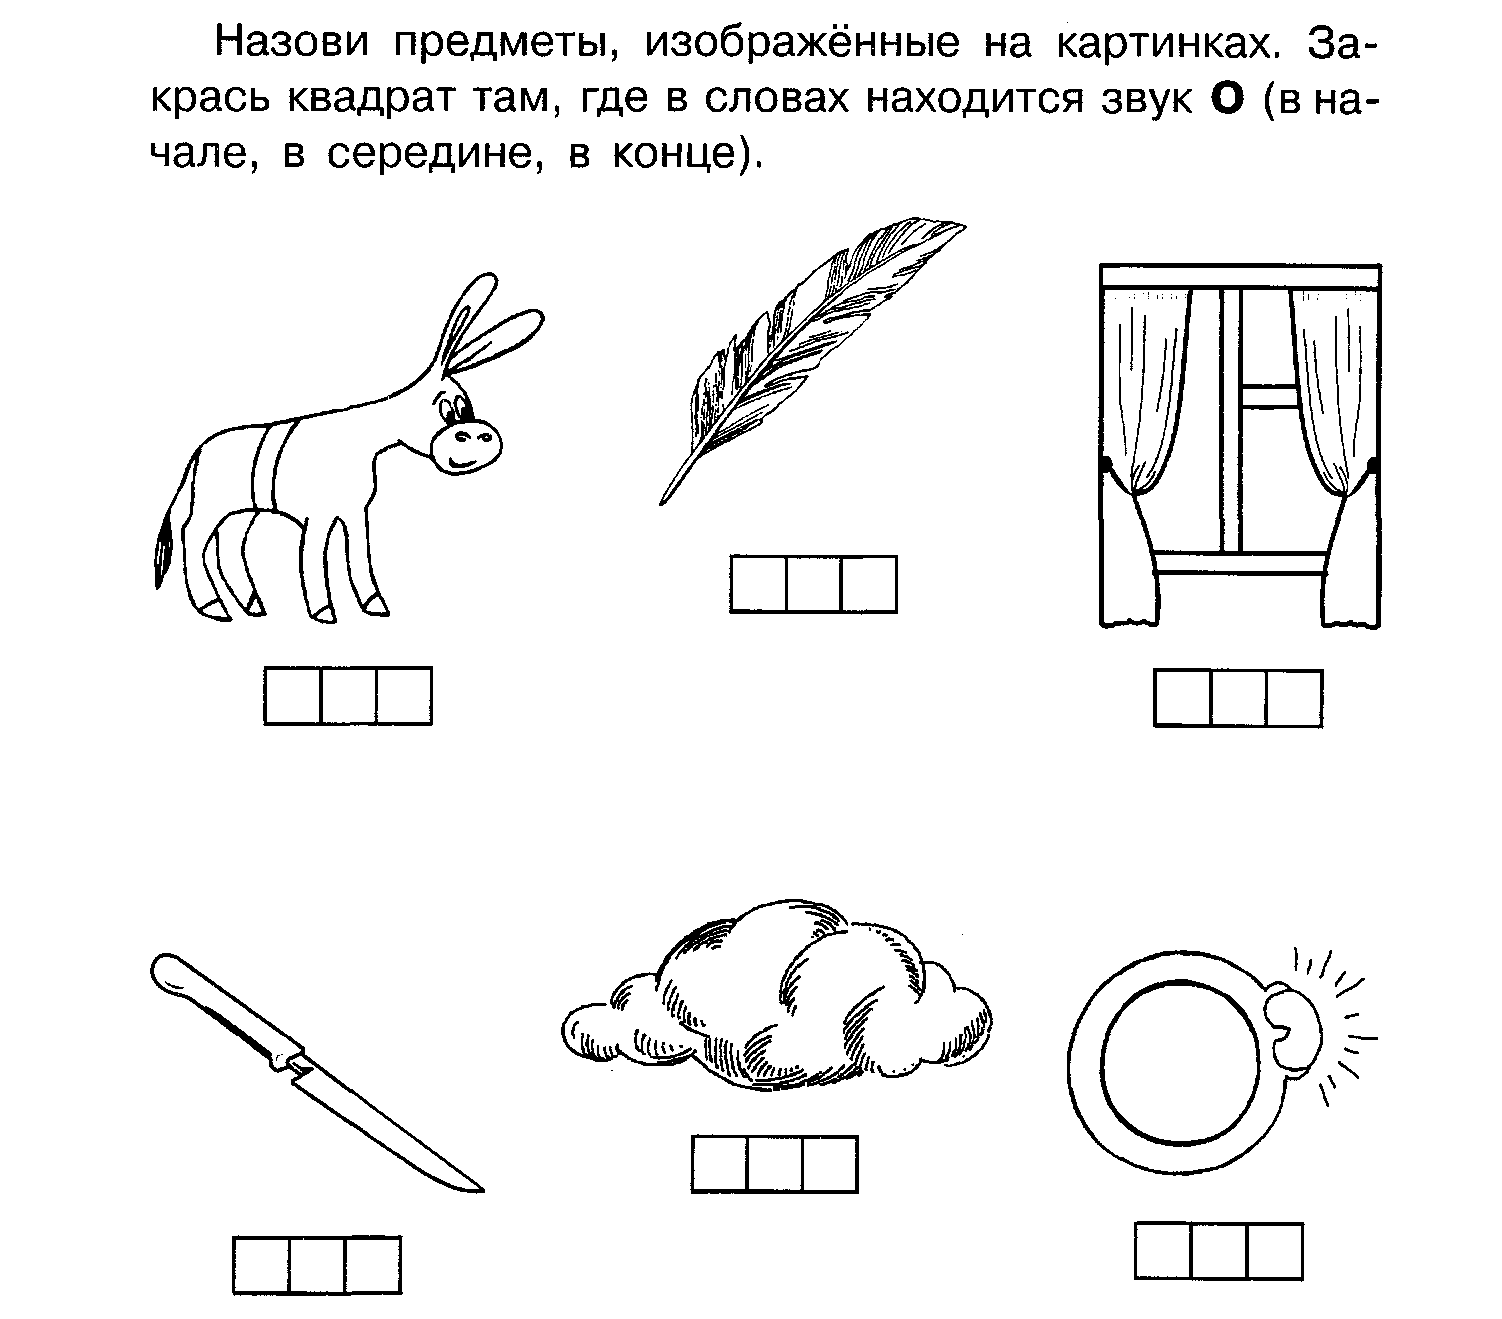 Назови предметы, изображённые на картинках. За-
крась квадрат там, где в словах находится звук О (в на-
чале, в середине, в конце).